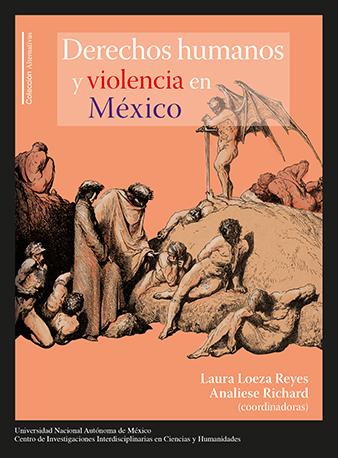 Colección Alternativas
Derechos humanos
y violencia en
México
Laura Loeza Reyes
Analiese Richard
(coordinadoras)
Universidad Nacional Autónoma de México
Centro de Investigaciones Interdisciplinarias en Ciencias y Humanidades